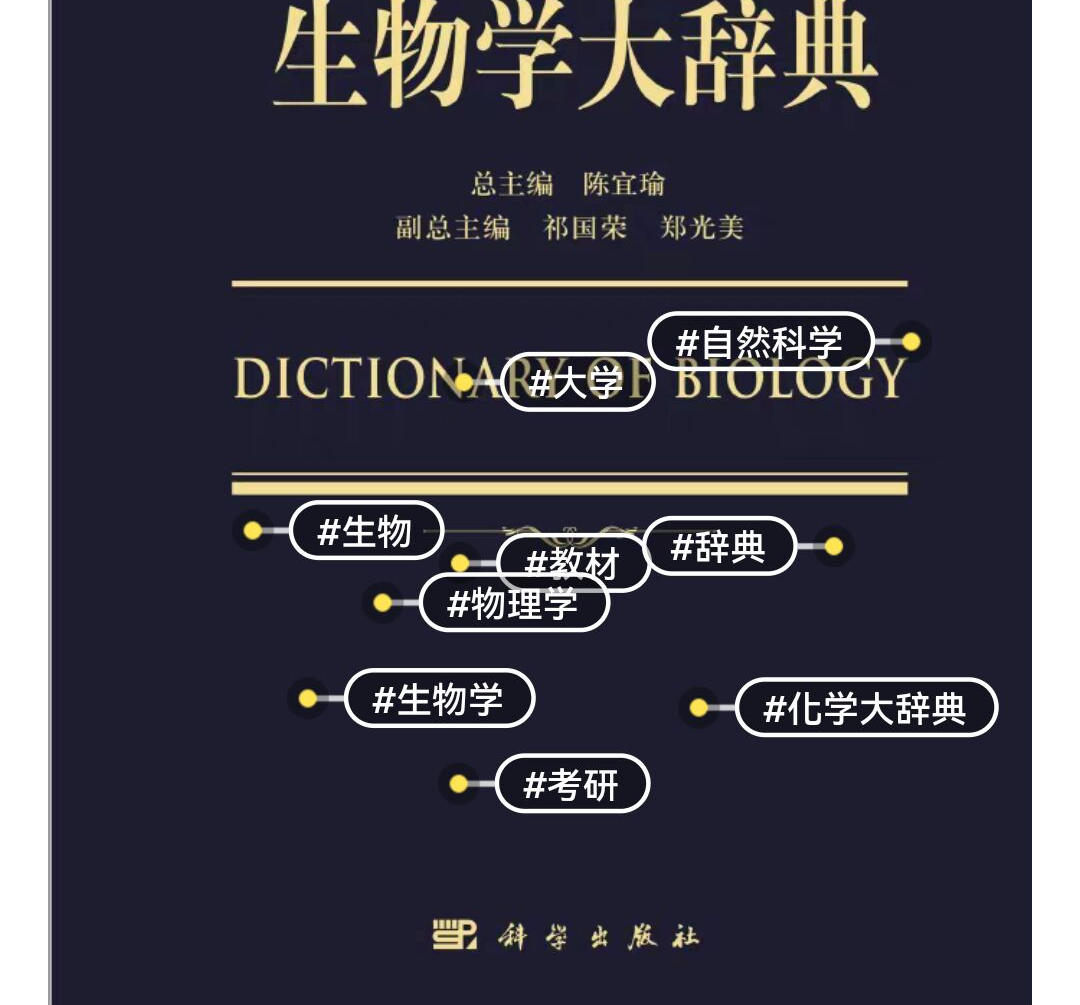 生物学大辞典
总主编 陈宜瑜
副总主编 祁国荣 郑光美
#自然科学
DICTIONARY OF BIOLOGY
#大学
#生物
#辞典
#教材
#物理学
#生物学
#化学大辞典
#考研
科学出版社